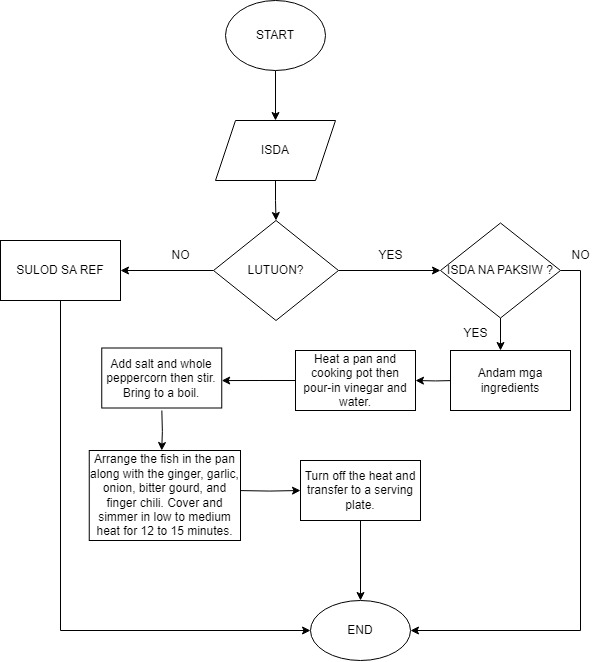 START
ISDA
NO
YES
NO
SULOD SA REF
LUTUON?
ISDA NA PAKSIW ?
YES
Add salt and whole
peppercorn then stir.
Bring to a boil.
Heat a pan and
cooking pot then
pour-in vinegar and
water.
Andam mga
ingredients
Arrange the fish in the pan
along with the ginger, garlic,
onion, bitter gourd, and
finger chili. Cover and
simmer in low to medium
heat for 12 to 15 minutes.
Turn off the heat and
transfer to a serving
plate.
END